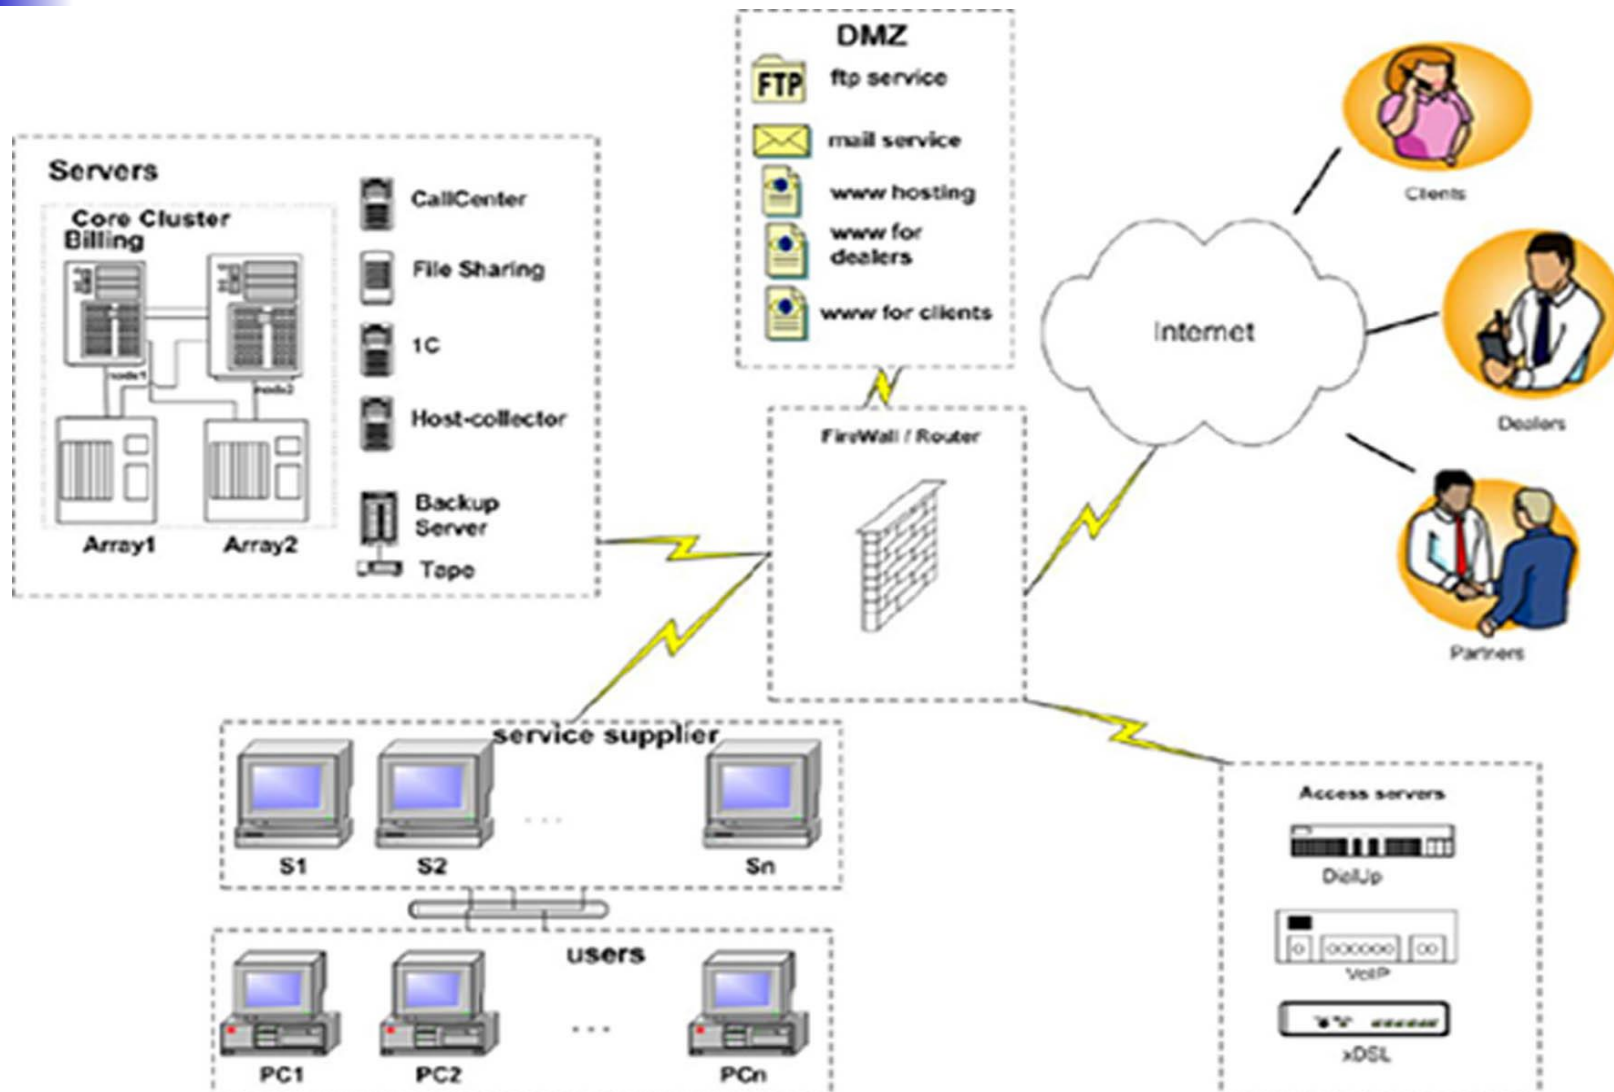 Servers
Core Cluster
Billing
node1
node2
Array1
Array2
CallCenter
File Sharing
1C
Host-collector
Backup
Server
Tape
DMZ
FTP
ftp service
mail service
www hosting
www for
dealers
www for clients
FireWall / Router
Internet
Clients
Dealers
Partners
service supplier
S1
S2
...
Sn
users
PC1
PC2
...
PCn
Access servers
DialUp
VoIP
xDSL